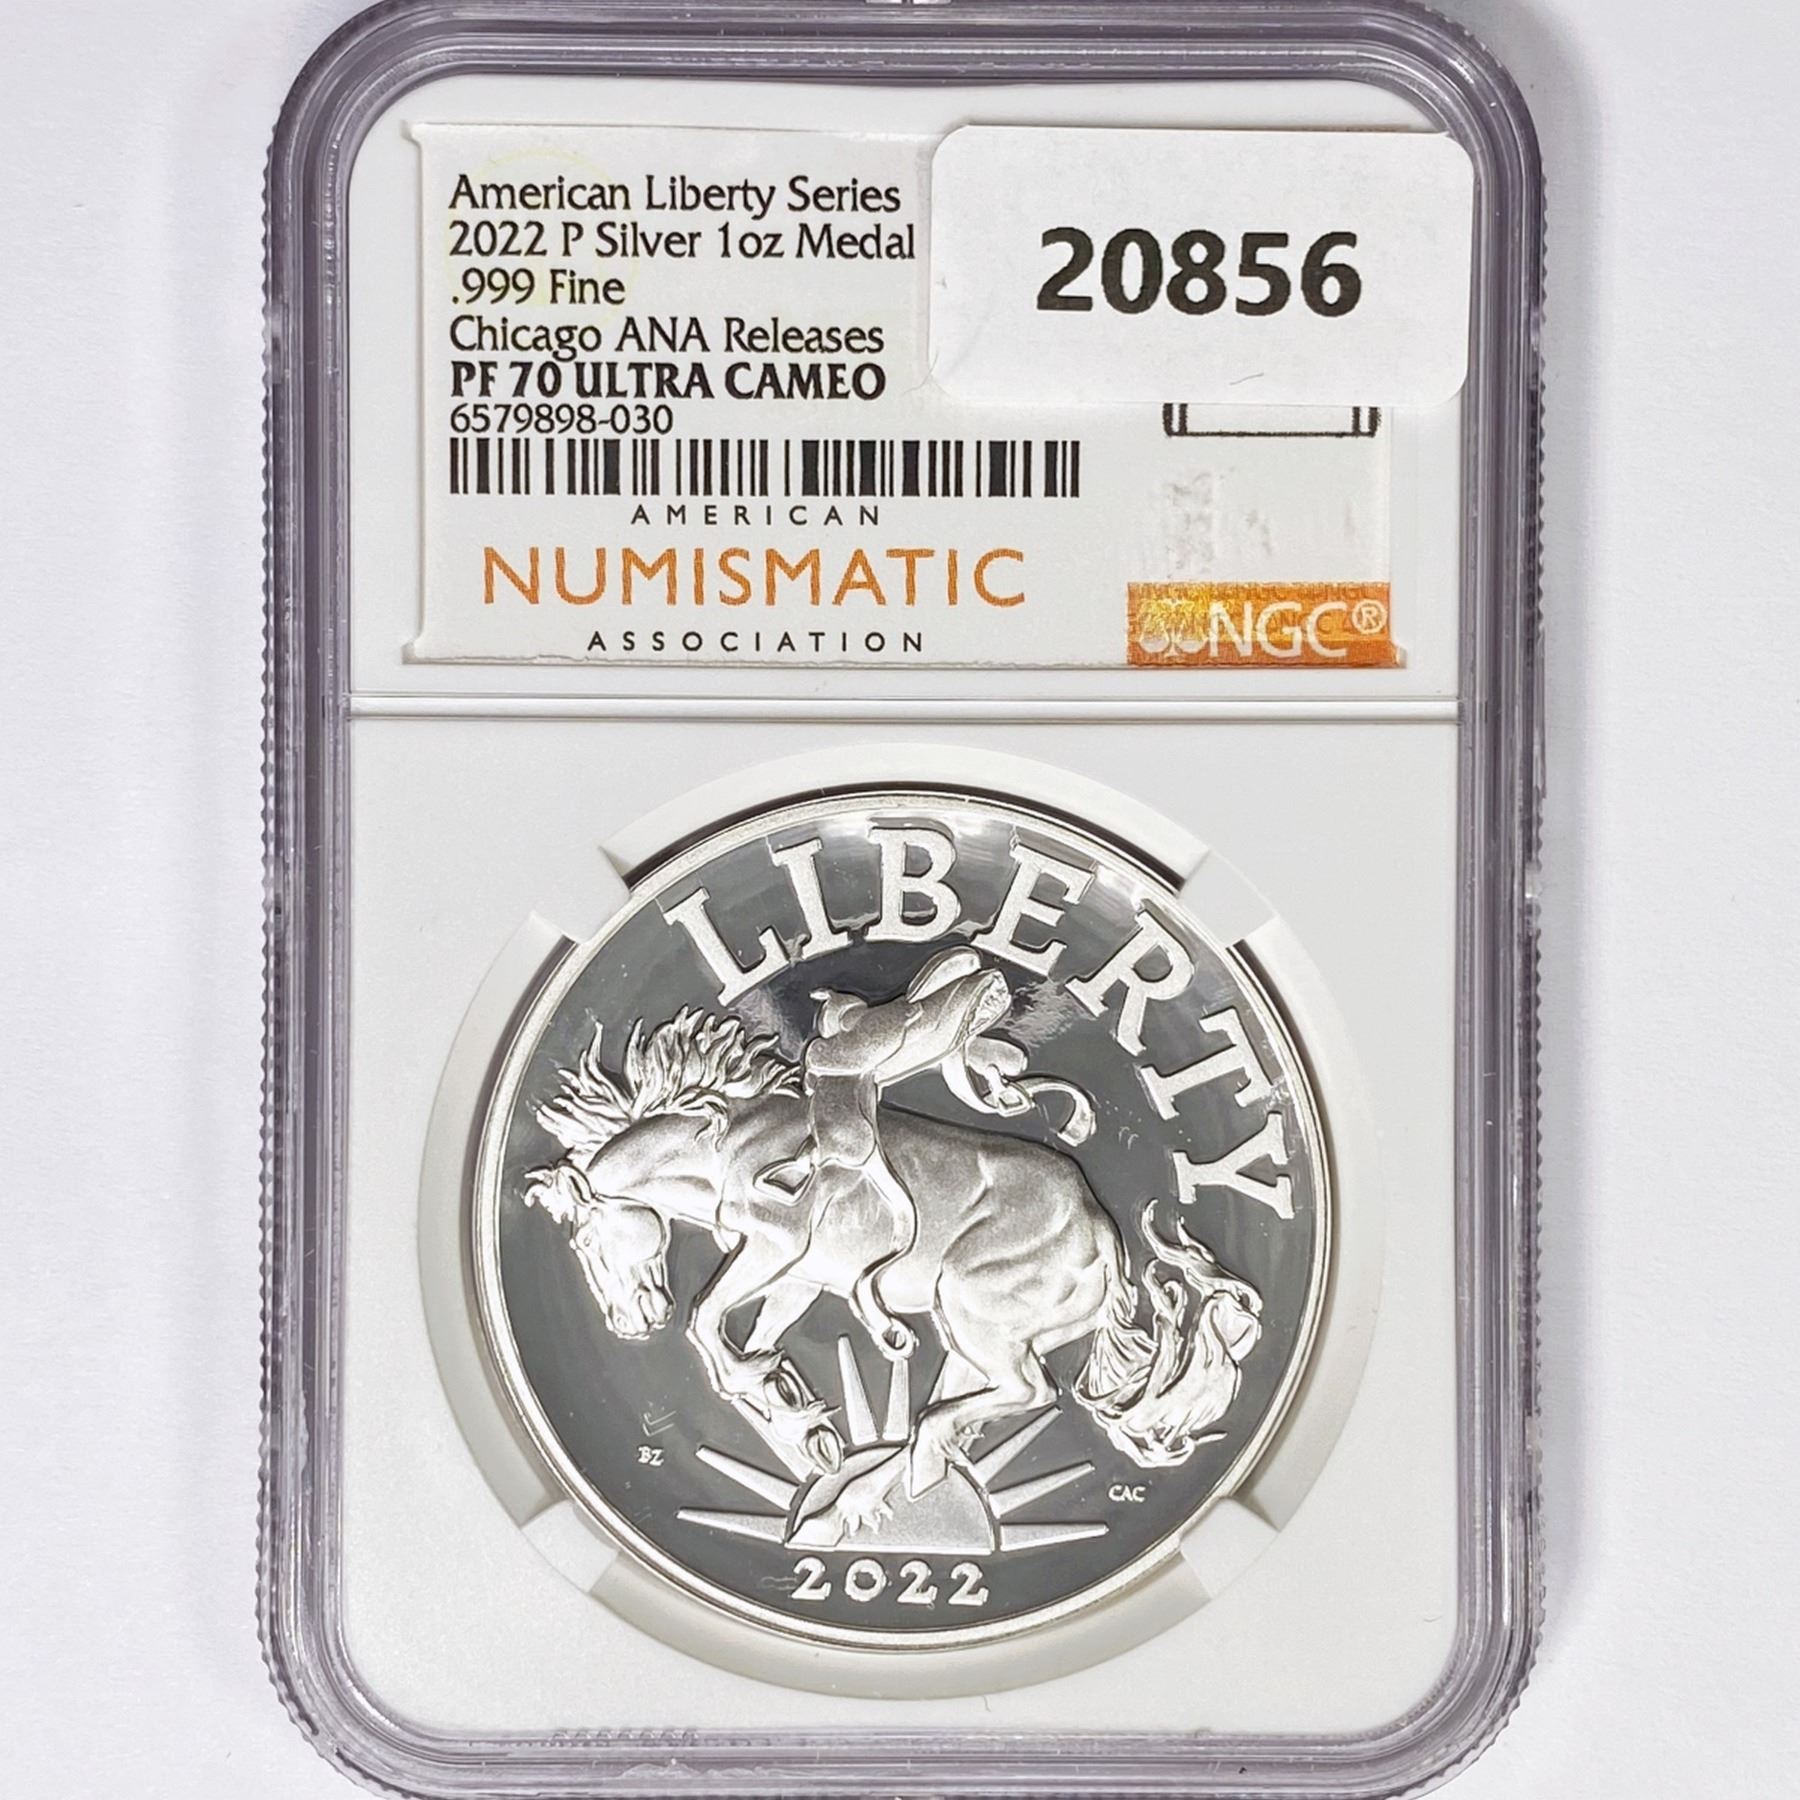 American Liberty Series
2022 P Silver 1oz Medal
.999 Fine
Chicago ANA Releases
PF 70 ULTRA CAMEO
6579898-030
20856
AMERICAN
NUMISMATIC
ASSOCIATION
NGC®
LIBERTY
BZ
CAC
2022